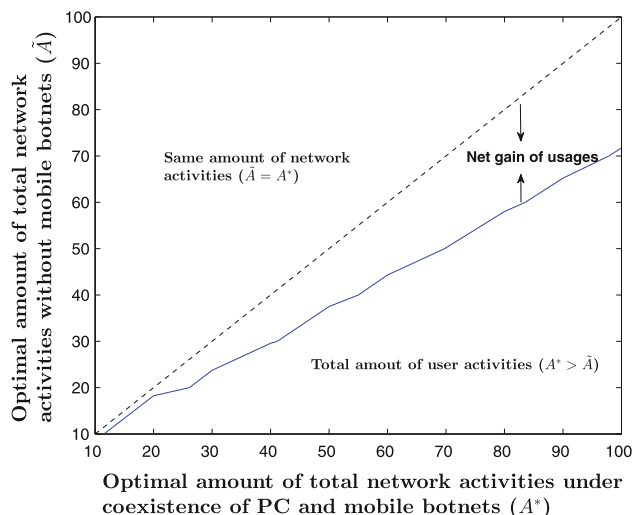 Optimal amount of total network
activities without mobile botnets (Ã)
100
90
80
70
60
50
40
30
20
10
Same amount of network
activities (Ã = A*)
Net gain of usages
Total amout of user activities (A* > Ã)
10 20 30 40 50 60 70 80 90 100
Optimal amount of total network activities under
coexistence of PC and mobile botnets (A*)